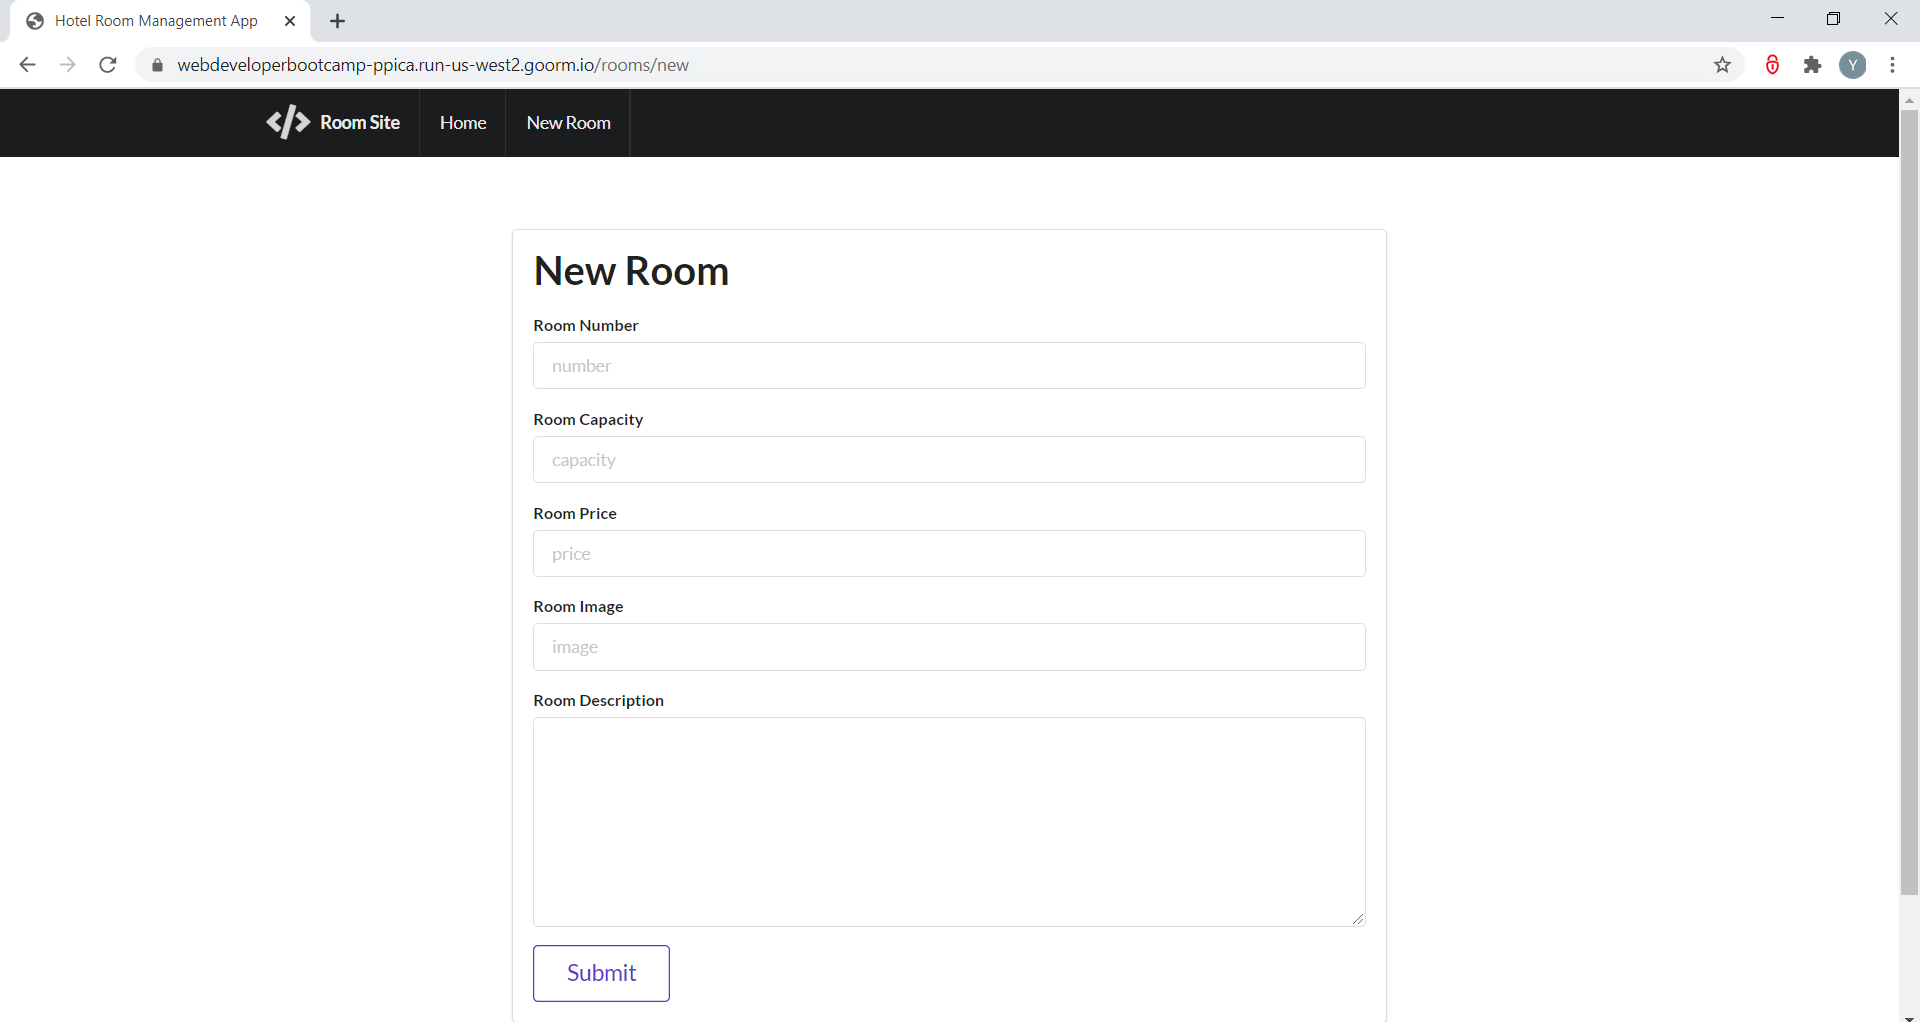 Hotel Room Management App
webdeveloperbootcamp-ppica.run-us-west2.goorm.io/rooms/new
Y
</> Room Site
Home
New Room
New Room
Room Number
number
Room Capacity
capacity
Room Price
price
Room Image
image
Room Description
Submit